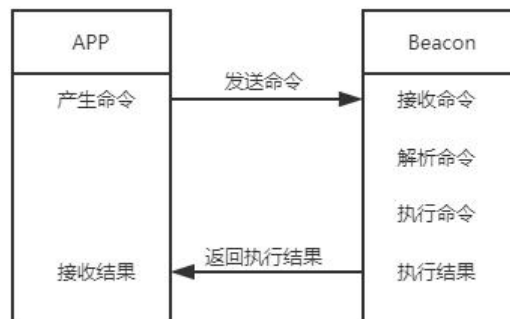 APP
Beacon
产生命令
发送命令
接收命令
解析命令
执行命令
接收结果
返回执行结果
执行结果